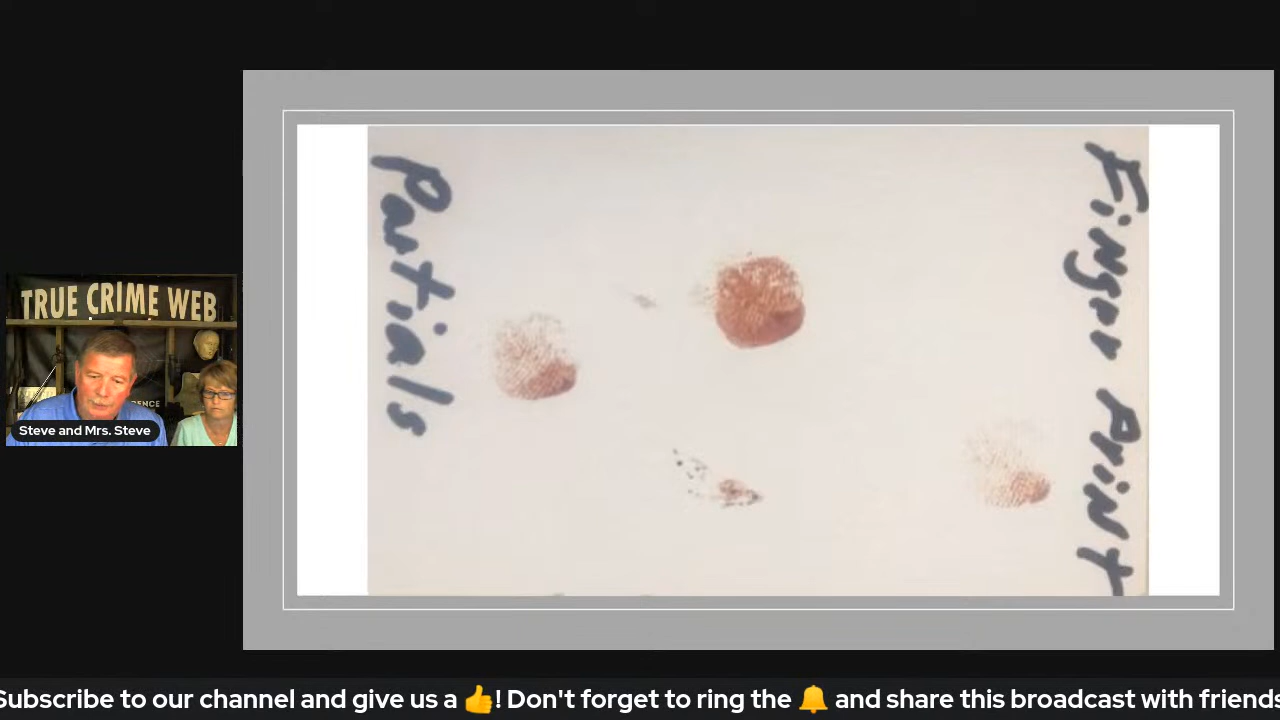 TRUE CRIME WEB
Steve and Mrs. Steve
Partials
Finger Print
Subscribe to our channel and give us a 👍! Don't forget to ring the 🔔 and share this broadcast with friends